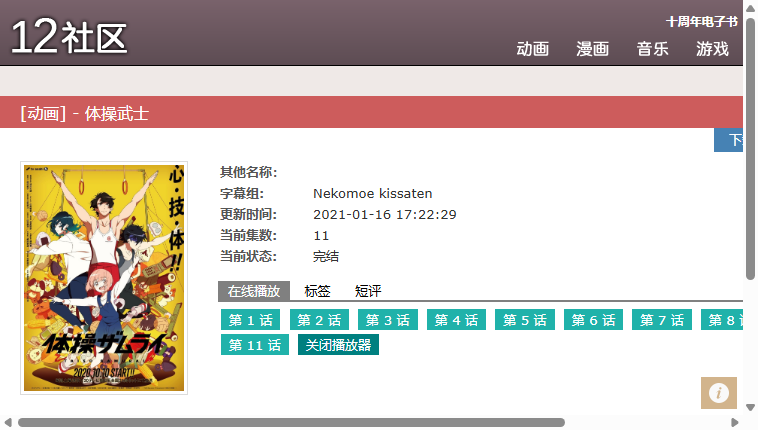 12社区
十周年电子书
动画 漫画 音乐 游戏
[动画] - 体操武士
下
心・技・体!!
体操ザムライ
2020.10.10 START!!
其他名称：
字幕组： Nekomoe kissaten
更新时间： 2021-01-16 17:22:29
当前集数： 11
当前状态： 完结
在线播放 标签 短评
第 1 话 第 2 话 第 3 话 第 4 话 第 5 话 第 6 话 第 7 话 第 8
第 11 话 关闭播放器
i